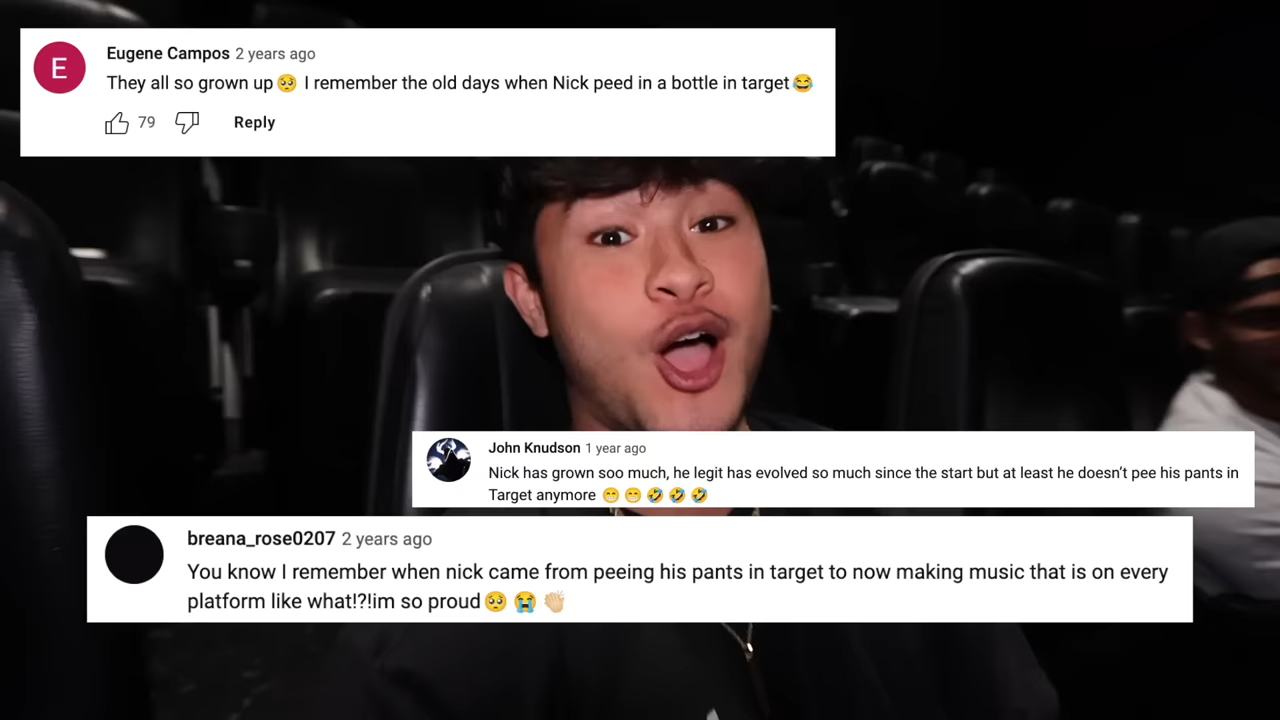 E
Eugene Campos 2 years ago
They all so grown up🥺 I remember the old days when Nick peed in a bottle in target😂
79
Reply
John Knudson 1 year ago
Nick has grown soo much, he legit has evolved so much since the start but at least he doesn’t pee his pants in
Target anymore 😁😁🤣🤣🤣
breana_rose0207 2 years ago
You know I remember when nick came from peeing his pants in target to now making music that is on every
platform like what!?!im so proud🥺😭👏🏼